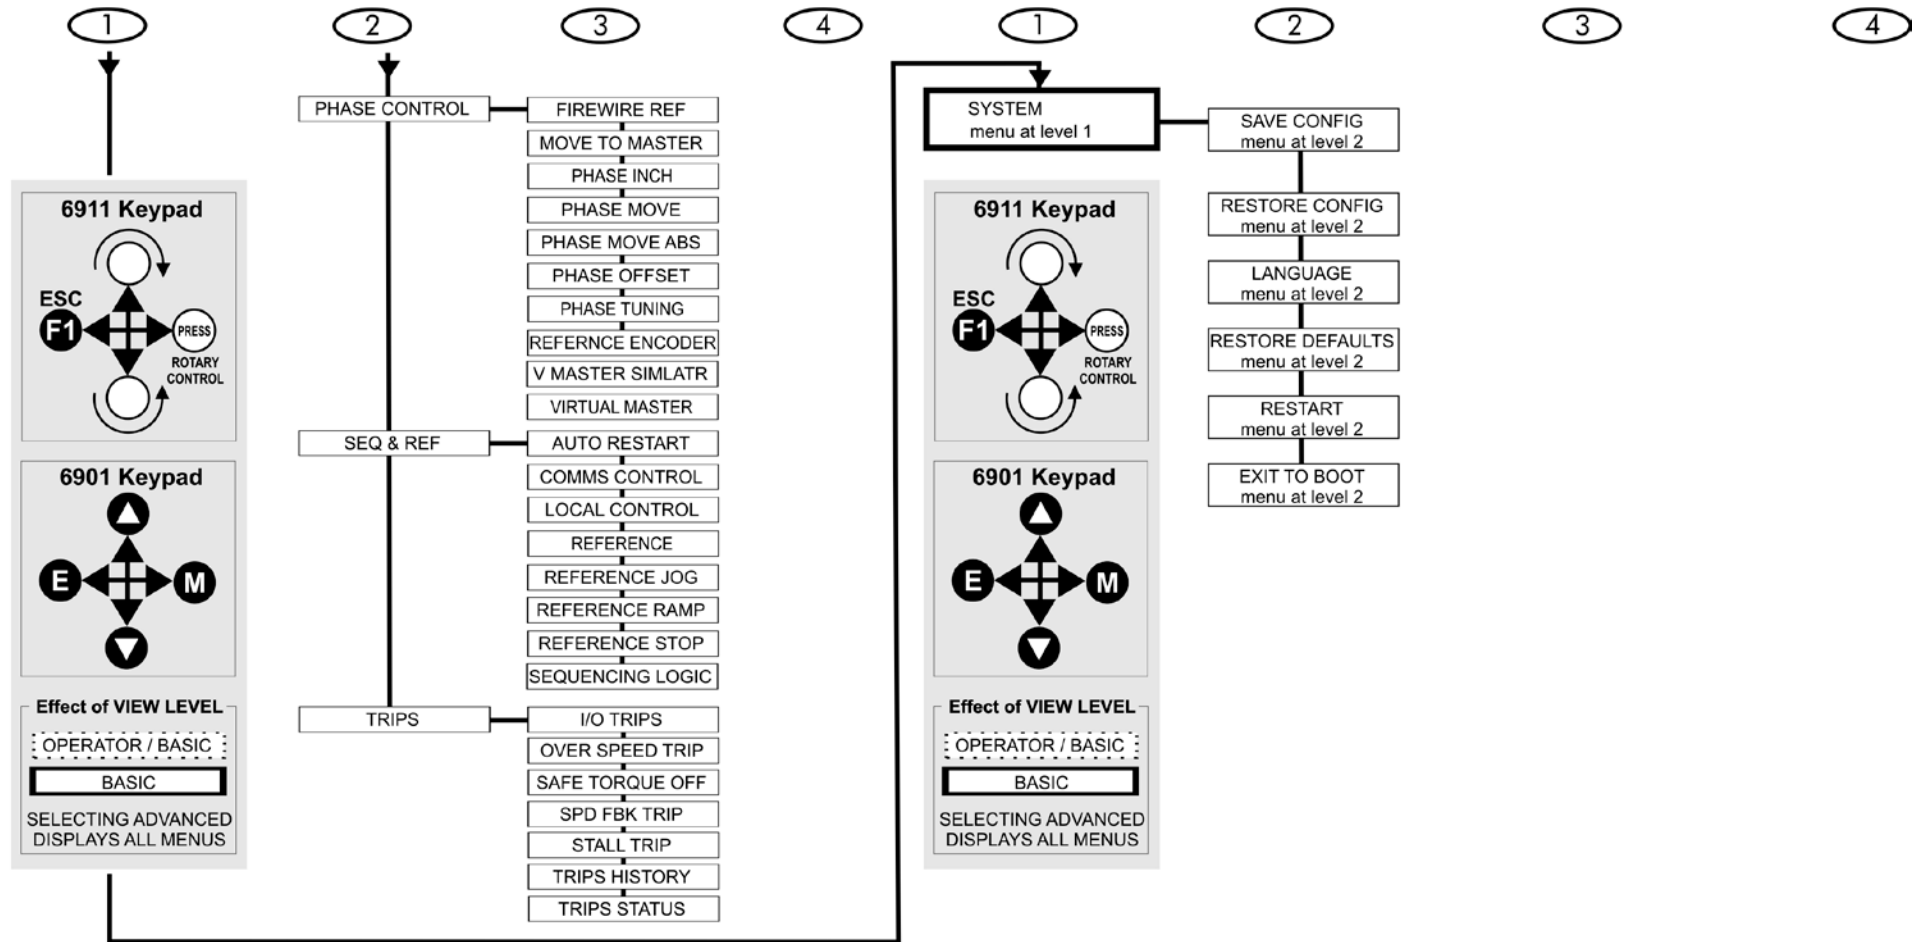 1
2
3
4
1
2
3
4
PHASE CONTROL
FIREWIRE REF
MOVE TO MASTER
PHASE INCH
PHASE MOVE
PHASE MOVE ABS
PHASE OFFSET
PHASE TUNING
REFERNCE ENCODER
V MASTER SIMLATR
VIRTUAL MASTER
SEQ & REF
AUTO RESTART
COMMS CONTROL
LOCAL CONTROL
REFERENCE
REFERENCE JOG
REFERENCE RAMP
REFERENCE STOP
SEQUENCING LOGIC
TRIPS
I/O TRIPS
OVER SPEED TRIP
SAFE TORQUE OFF
SPD FBK TRIP
STALL TRIP
TRIPS HISTORY
TRIPS STATUS
6911 Keypad
ESC
F1
PRESS
ROTARY
CONTROL
6901 Keypad
E
M
Effect of VIEW LEVEL
OPERATOR / BASIC
BASIC
SELECTING ADVANCED
DISPLAYS ALL MENUS
SYSTEM
menu at level 1
SAVE CONFIG
menu at level 2
RESTORE CONFIG
menu at level 2
LANGUAGE
menu at level 2
RESTORE DEFAULTS
menu at level 2
RESTART
menu at level 2
EXIT TO BOOT
menu at level 2
6911 Keypad
ESC
F1
PRESS
ROTARY
CONTROL
6901 Keypad
E
M
Effect of VIEW LEVEL
OPERATOR / BASIC
BASIC
SELECTING ADVANCED
DISPLAYS ALL MENUS